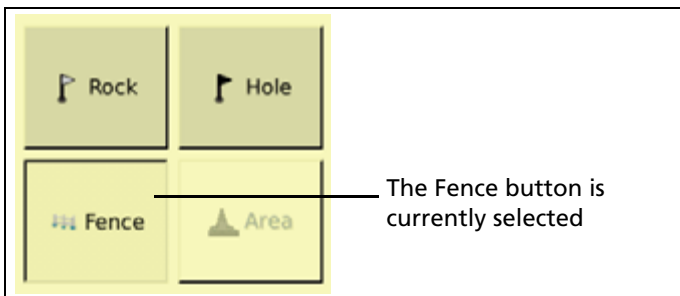 Rock
Hole
Fence
Area
The Fence button is
currently selected